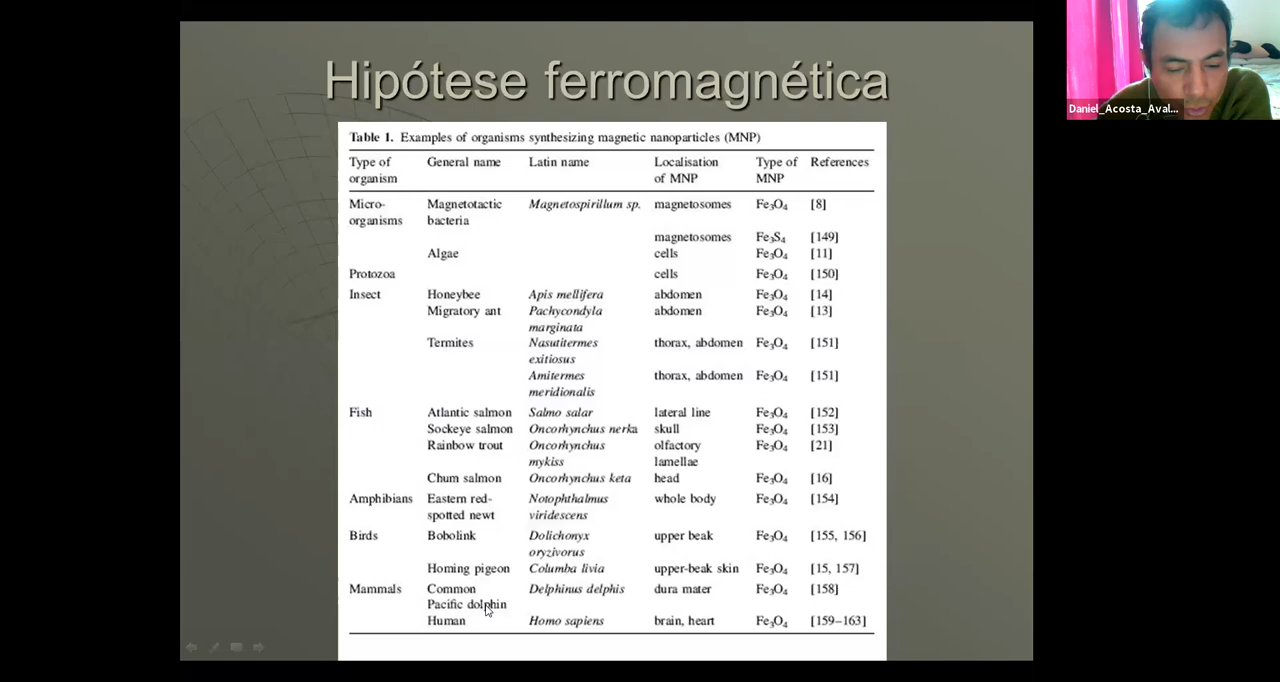 Hipótese ferromagnética
Table 1. Examples of organisms synthesizing magnetic nanoparticles (MNP)
Type of organism General name Latin name Localisation of MNP Type of MNP References
Micro-organisms Magnetotactic bacteria Magnetospirillum sp. magnetosomes Fe₃O₄ [8]
magnetosomes Fe₃S₄ [149]
Algae cells Fe₃O₄ [11]
Protozoa cells Fe₃O₄ [150]
Insect Honeybee Apis mellifera abdomen Fe₃O₄ [14]
Migratory ant Pachycondyla marginata abdomen Fe₃O₄ [13]
Termites Nasutitermes exitiosus thorax, abdomen Fe₃O₄ [151]
Amitermes meridionalis thorax, abdomen Fe₃O₄ [151]
Fish Atlantic salmon Salmo salar lateral line Fe₃O₄ [152]
Sockeye salmon Oncorhynchus nerka skull Fe₃O₄ [153]
Rainbow trout Oncorhynchus mykiss olfactory lamellae Fe₃O₄ [21]
Chum salmon Oncorhynchus keta head Fe₃O₄ [16]
Amphibians Eastern red-spotted newt Notophthalmus viridescens whole body Fe₃O₄ [154]
Birds Bobolink Dolichonyx oryzivorus upper beak Fe₃O₄ [155, 156]
Homing pigeon Columba livia upper-beak skin Fe₃O₄ [15, 157]
Mammals Common Pacific dolphin Delphinus delphis dura mater Fe₃O₄ [158]
Human Homo sapiens brain, heart Fe₃O₄ [159–163]
Daniel_Acosta_Aval...